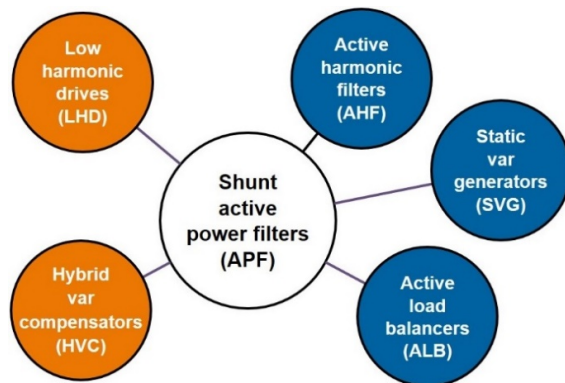 Low
harmonic
drives
(LHD)
Active
harmonic
filters
(AHF)
Static
var
generators
(SVG)
Shunt
active
power filters
(APF)
Hybrid
var
compensators
(HVC)
Active
load
balancers
(ALB)